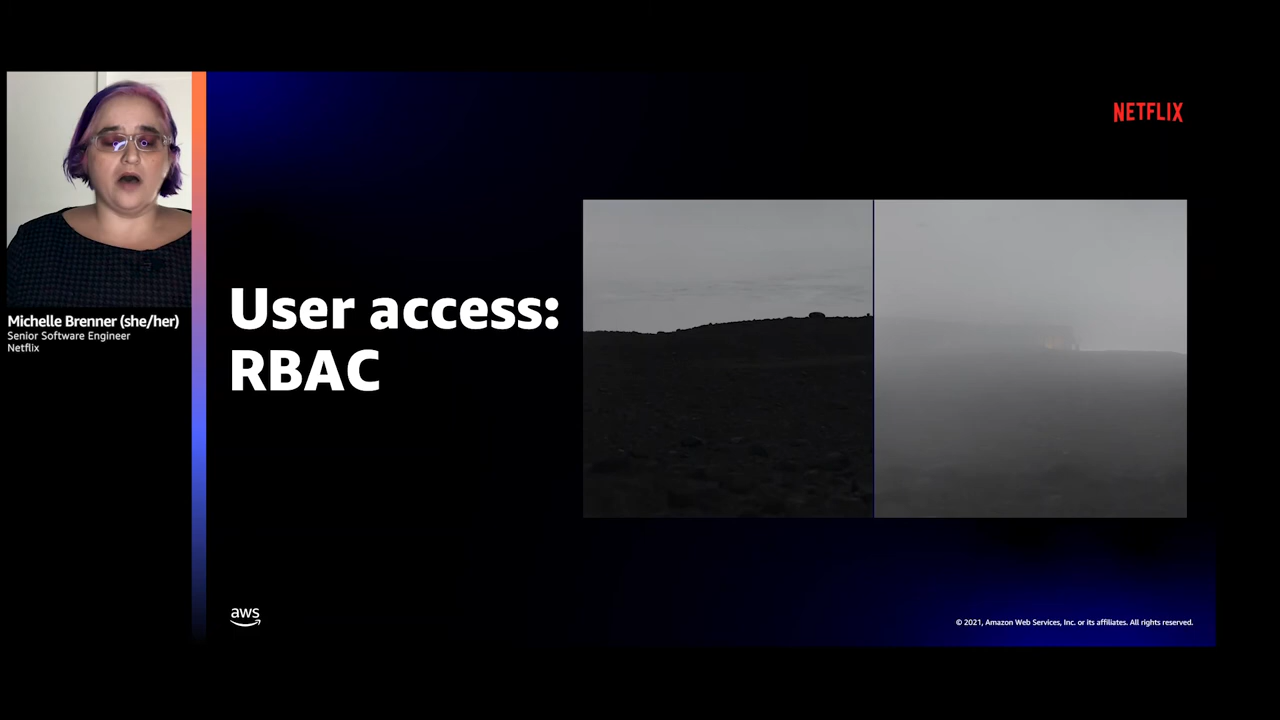 NETFLIX
User access:
RBAC
Michelle Brenner (she/her)
Senior Software Engineer
Netflix
aws
© 2021, Amazon Web Services, Inc. or its affiliates. All rights reserved.